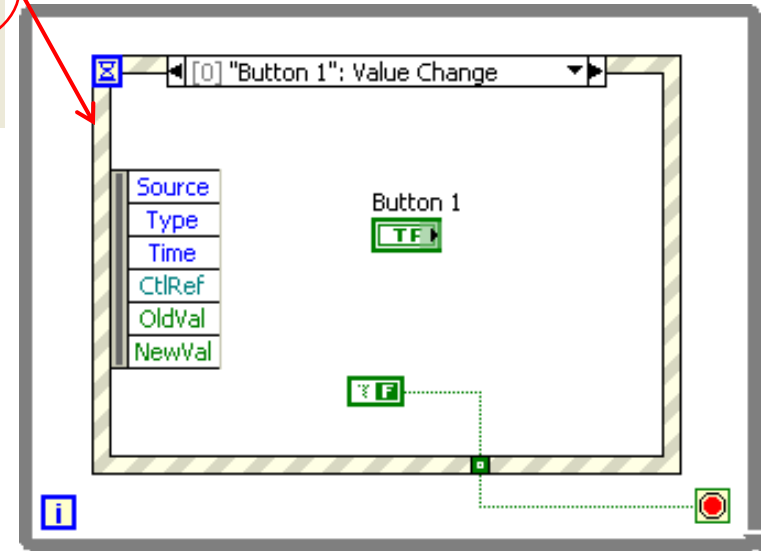 [0] "Button 1": Value Change
Source
Type
Time
CtlRef
OldVal
NewVal
Button 1
TF
F
i